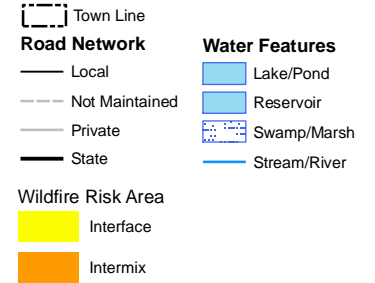 Town Line
Road Network
Local
Not Maintained
Private
State
Water Features
Lake/Pond
Reservoir
Swamp/Marsh
Stream/River
Wildfire Risk Area
Interface
Intermix